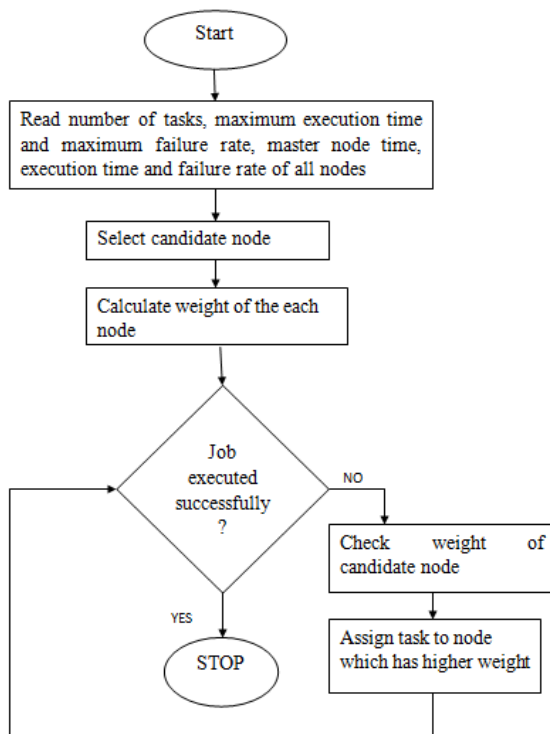 Start
Read number of tasks, maximum execution time
and maximum failure rate, master node time,
execution time and failure rate of all nodes
Select candidate node
Calculate weight of the each
node
Job
executed
successfully
?
NO
Check weight of
candidate node
Assign task to node
which has higher weight
YES
STOP